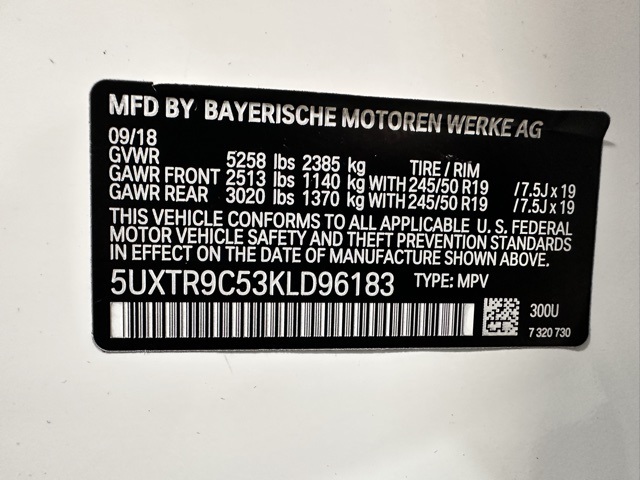 MFD BY BAYERISCHE MOTOREN WERKE AG
09/18
GVWR 5258 lbs 2385 kg TIRE / RIM
GAWR FRONT 2513 lbs 1140 kg WITH 245/50 R19 / 7.5J x 19
GAWR REAR 3020 lbs 1370 kg WITH 245/50 R19 / 7.5J x 19
THIS VEHICLE CONFORMS TO ALL APPLICABLE U. S. FEDERAL
MOTOR VEHICLE SAFETY AND THEFT PREVENTION STANDARDS
IN EFFECT ON THE DATE OF MANUFACTURE SHOWN ABOVE.
5UXTR9C53KLD96183 TYPE: MPV
300U
7 320 730